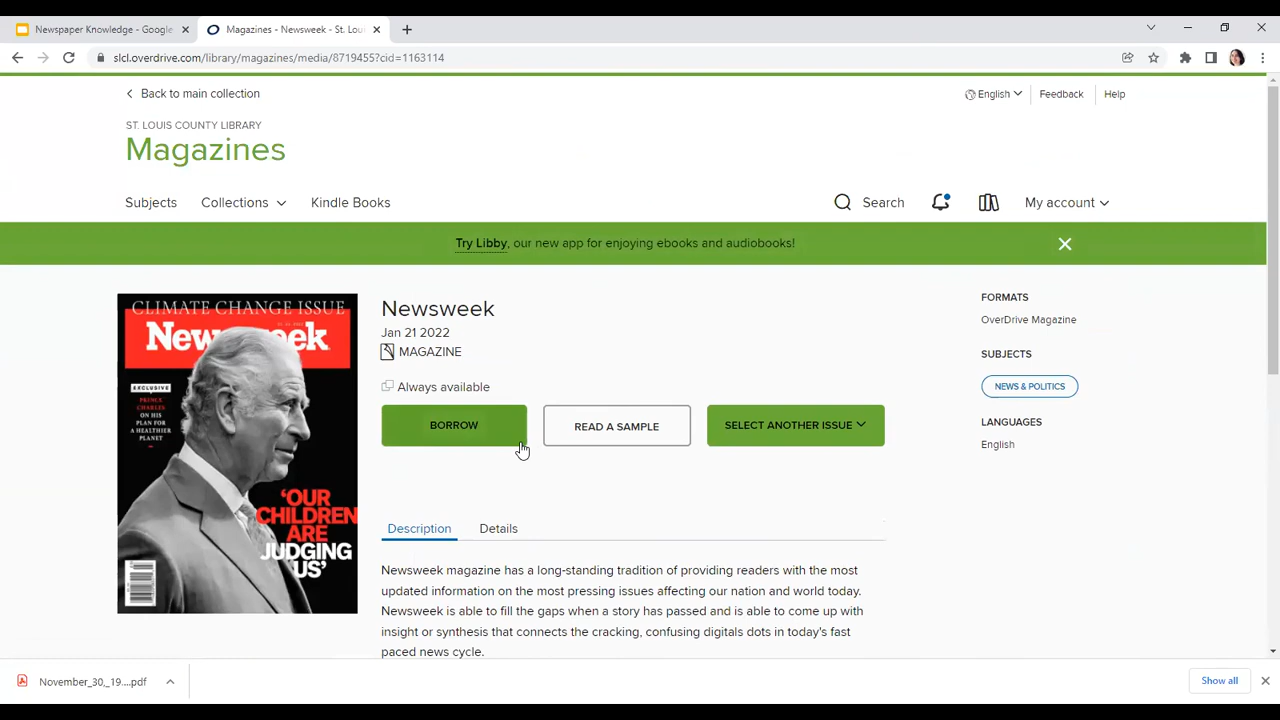 Newspaper Knowledge - Google
Magazines - Newsweek - St. Lou
slcl.overdrive.com/library/magazines/media/8719455?cid=1163114
Back to main collection
English
Feedback
Help
ST. LOUIS COUNTY LIBRARY
Magazines
Subjects
Collections
Kindle Books
Search
My account
Try Libby, our new app for enjoying ebooks and audiobooks!
CLIMATE CHANGE ISSUE
Newsweek
EXCLUSIVE
PRINCE
CHARLES
ON HIS
PLAN FOR
A HEALTHIER
PLANET
'OUR
CHILDREN
ARE
JUDGING
US'
Newsweek
Jan 21 2022
MAGAZINE
Always available
BORROW
READ A SAMPLE
SELECT ANOTHER ISSUE
FORMATS
OverDrive Magazine
SUBJECTS
NEWS & POLITICS
LANGUAGES
English
Description
Details
Newsweek magazine has a long-standing tradition of providing readers with the most
updated information on the most pressing issues affecting our nation and world today.
Newsweek is able to fill the gaps when a story has passed and is able to come up with
insight or synthesis that connects the cracking, confusing digitals dots in today's fast
paced news cycle.
November_30,_19....pdf
Show all